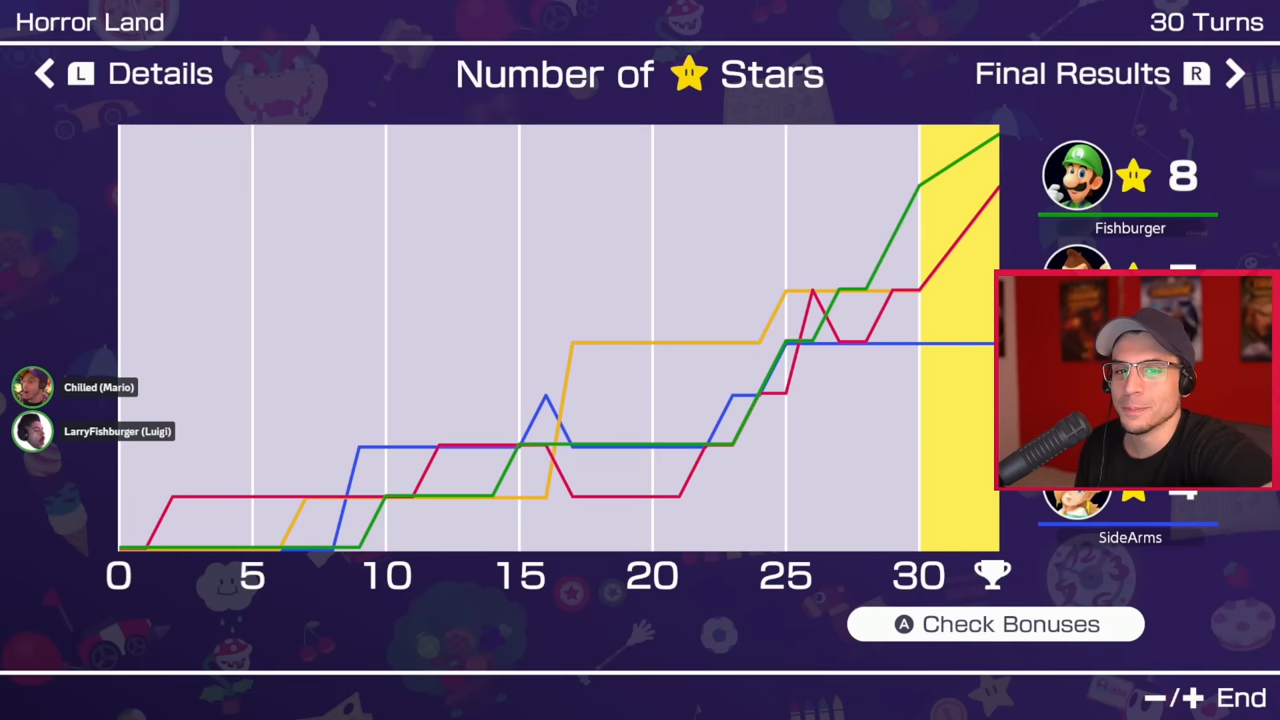 Horror Land
30 Turns
L Details
Number of Stars
Final Results R
8
Fishburger
Chilled (Mario)
LarryFishburger (Luigi)
4
SideArms
0 5 10 15 20 25 30
A Check Bonuses
−/+ End